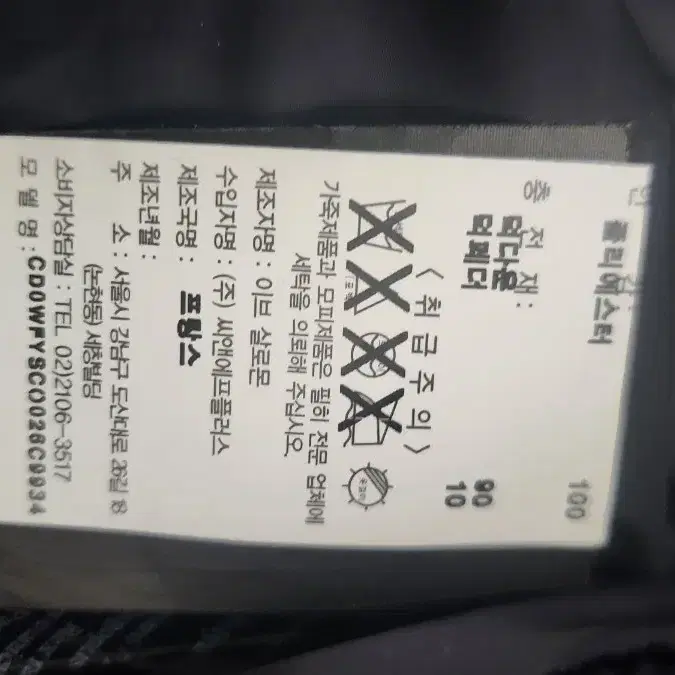 폴리에스터 100
충 전 재 :
덕다운 90
덕페더 10
< 취 급 주 의 >
가죽제품과 모피제품은 필히 전문 업체에
세탁을 의뢰해 주십시오.
제조자명 : 이브 살로몬
수입자명 : (주) 씨앤에프플러스
제조국명 : 프랑스
제조년월 :
주 소 : 서울시 강남구 도산대로 26길 18
(논현동) 세창빌딩
소비자상담실 : TEL 02)2106-3517
모 델 명 : CD0WFYSCO026C0034